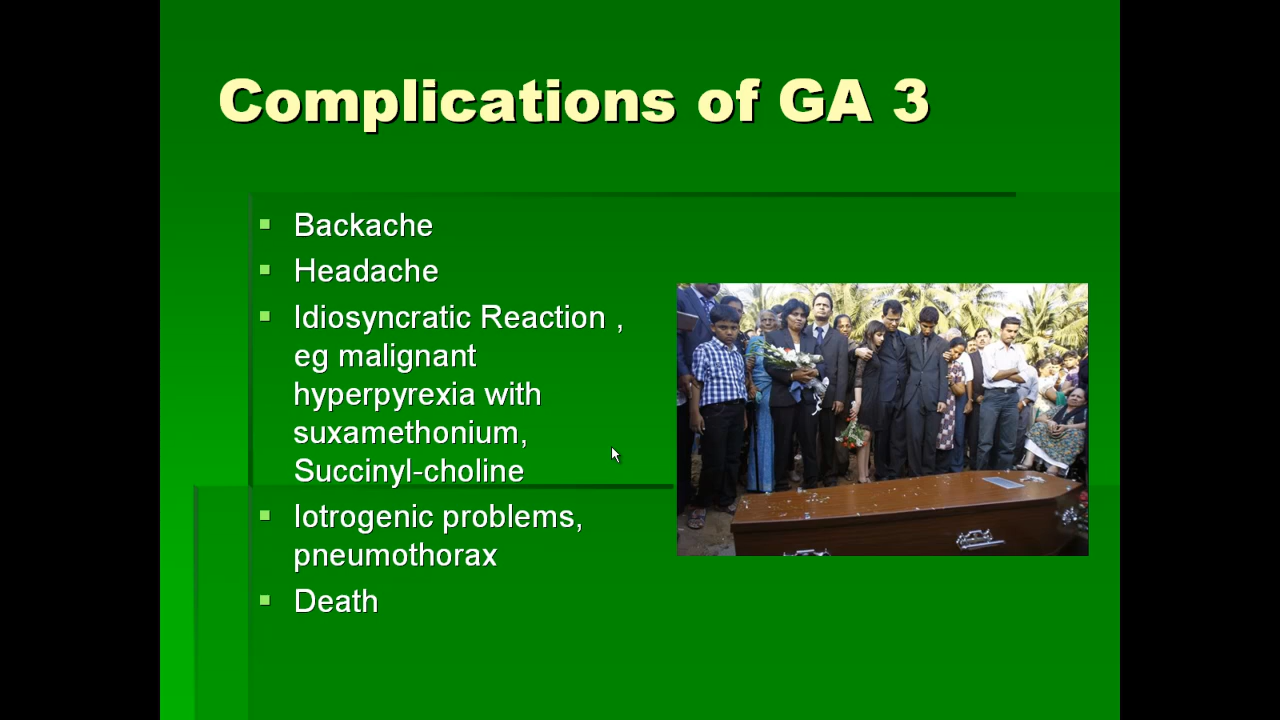 Complications of GA 3
Backache
Headache
Idiosyncratic Reaction ,
eg malignant
hyperpyrexia with
suxamethonium,
Succinyl-choline
Iotrogenic problems,
pneumothorax
Death